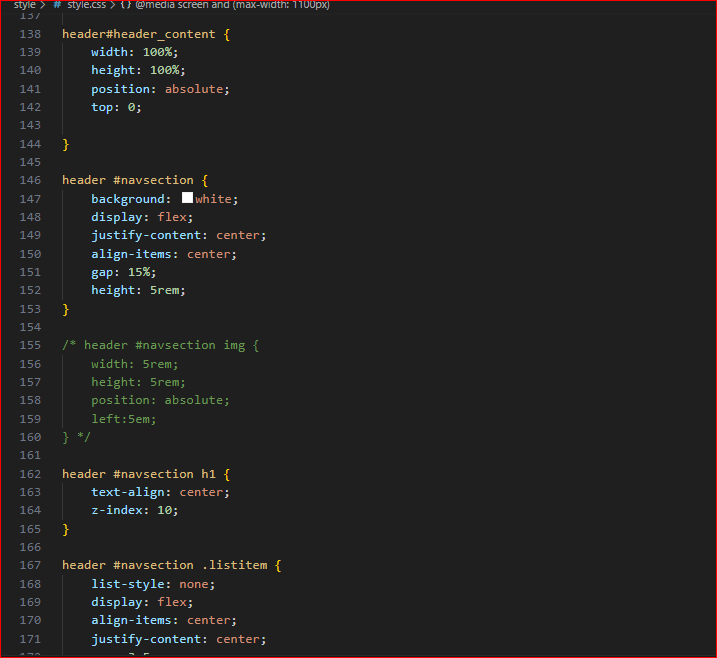 style > # style.css > {} @media screen and (max-width: 1100px)
137
138 header#header_content {
139     width: 100%;
140     height: 100%;
141     position: absolute;
142     top: 0;
143
144 }
145
146 header #navsection {
147     background: white;
148     display: flex;
149     justify-content: center;
150     align-items: center;
151     gap: 15%;
152     height: 5rem;
153 }
154
155 /* header #navsection img {
156     width: 5rem;
157     height: 5rem;
158     position: absolute;
159     left:5em;
160 } */
161
162 header #navsection h1 {
163     text-align: center;
164     z-index: 10;
165 }
166
167 header #navsection .listitem {
168     list-style: none;
169     display: flex;
170     align-items: center;
171     justify-content: center;